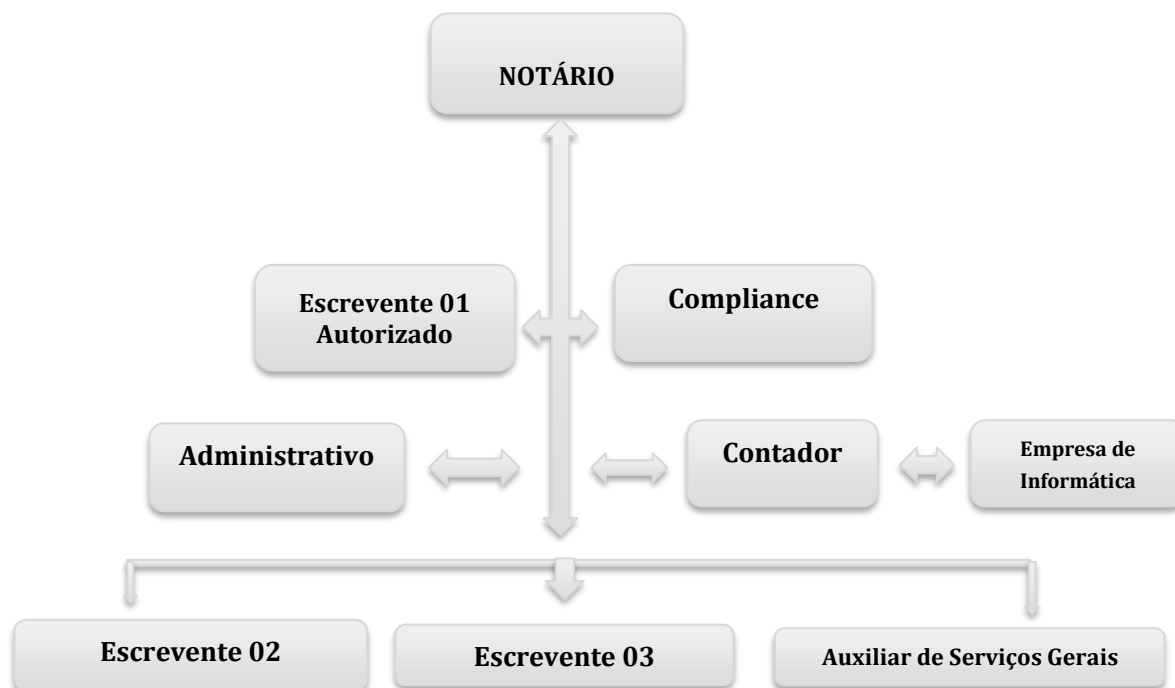 NOTÁRIO
Escrevente 01
Autorizado
Compliance
Administrativo
Contador
Empresa de
Informática
Escrevente 02
Escrevente 03
Auxiliar de Serviços Gerais